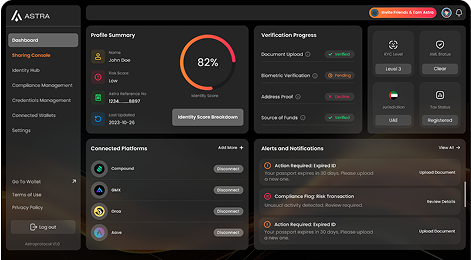 ASTRA
Invite Friends & Earn Astra
Dashboard
Sharing Console
Identity Hub
Compliance Management
Credentials Management
Connected Wallets
Settings
Go To Wallet
Terms of Use
Privacy Policy
Log out
Astraprotocol V1.0
Profile Summary
Name
John Doe
Risk Score
Low
Astra Reference No
1234____8697
Last Updated
2023-10-26
82%
Identity Score
Identity Score Breakdown
Verification Progress
Document Upload
Verified
Biometric Verification
Pending
Address Proof
Declined
Source of Funds
Verified
KYC Level
Level 3
AML Status
Clear
Jurisdiction
UAE
Tax Status
Registered
Connected Platforms
Add More +
Compound
Disconnect
GMX
Disconnect
Orca
Disconnect
Aave
Disconnect
Alerts and Notifications
View All
Action Required: Expired ID
Your passport expires in 30 days. Please upload
a new one.
Upload Document
Compliance Flag: Risk Transaction
Unusual activity detected. Review required.
Review Details
Action Required: Expired ID
Your passport expires in 30 days. Please upload
a new one.
Upload Document